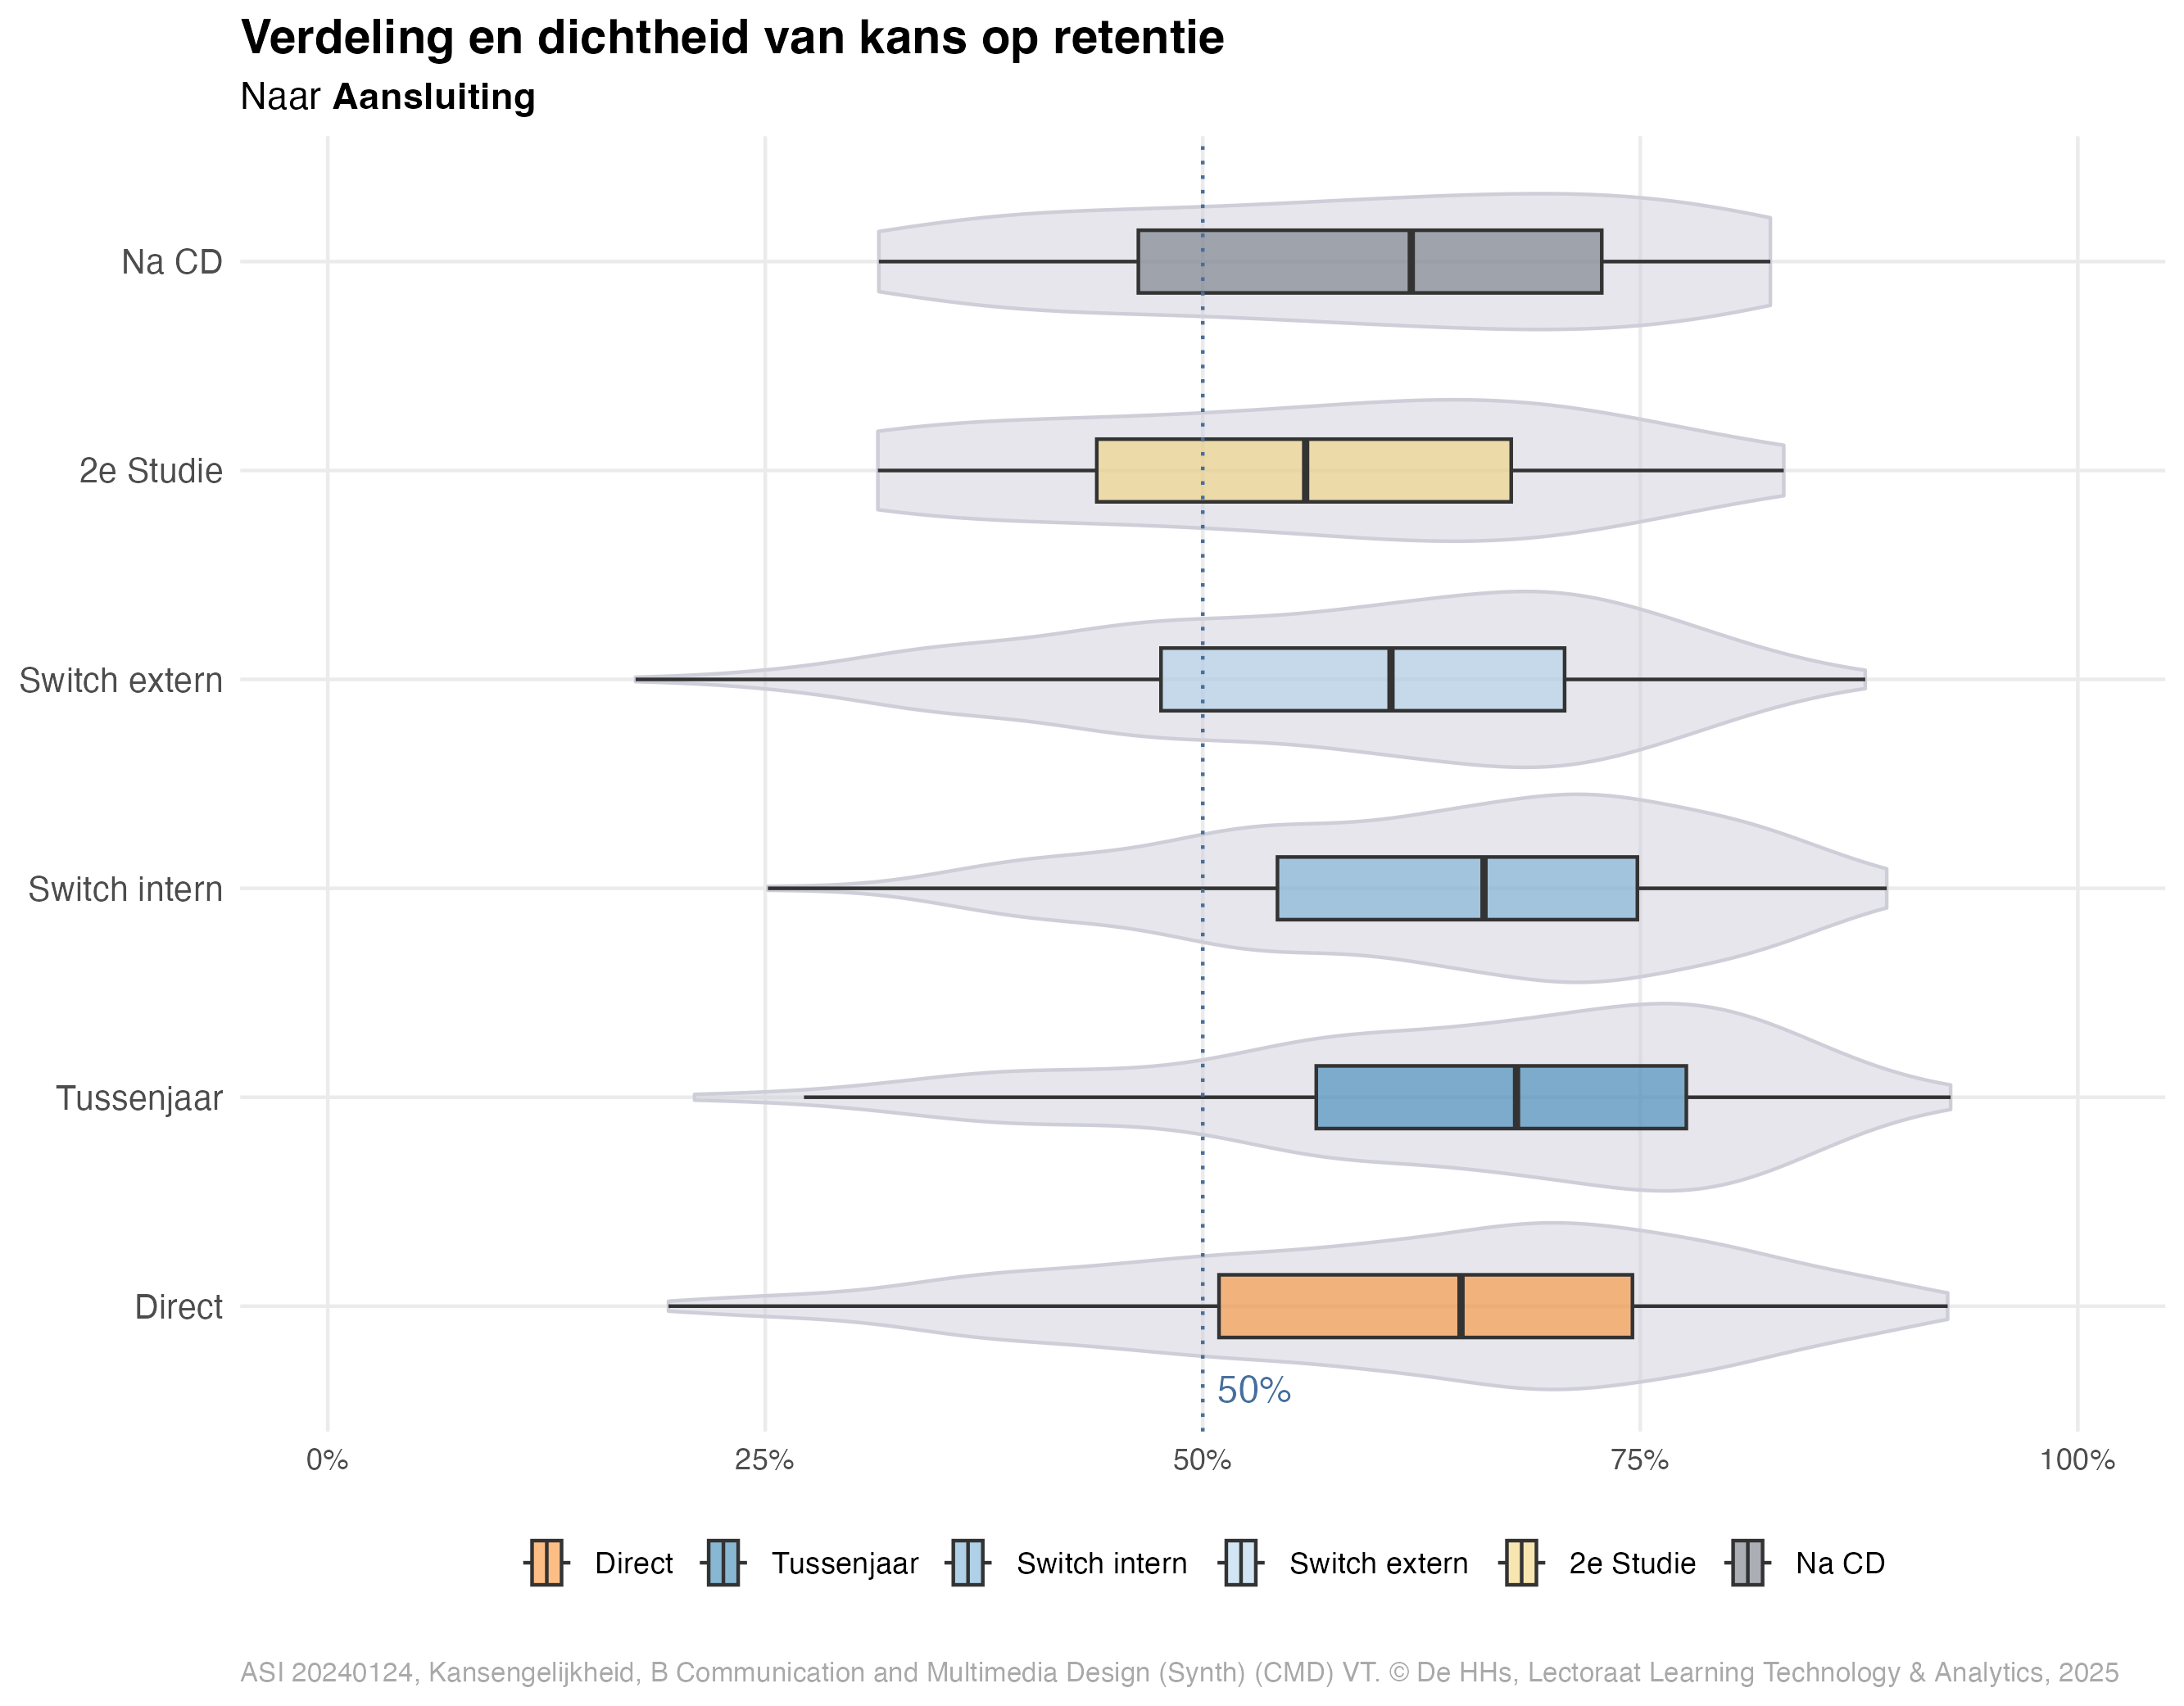 Verdeling en dichtheid van kans op retentie
Naar Aansluiting
Na CD
2e Studie
Switch extern
Switch intern
Tussenjaar
Direct
50%
0% 25% 50% 75% 100%
Direct Tussenjaar Switch intern Switch extern 2e Studie Na CD
ASI 20240124, Kansengelijkheid, B Communication and Multimedia Design (Synth) (CMD) VT. © De HHs, Lectoraat Learning Technology & Analytics, 2025